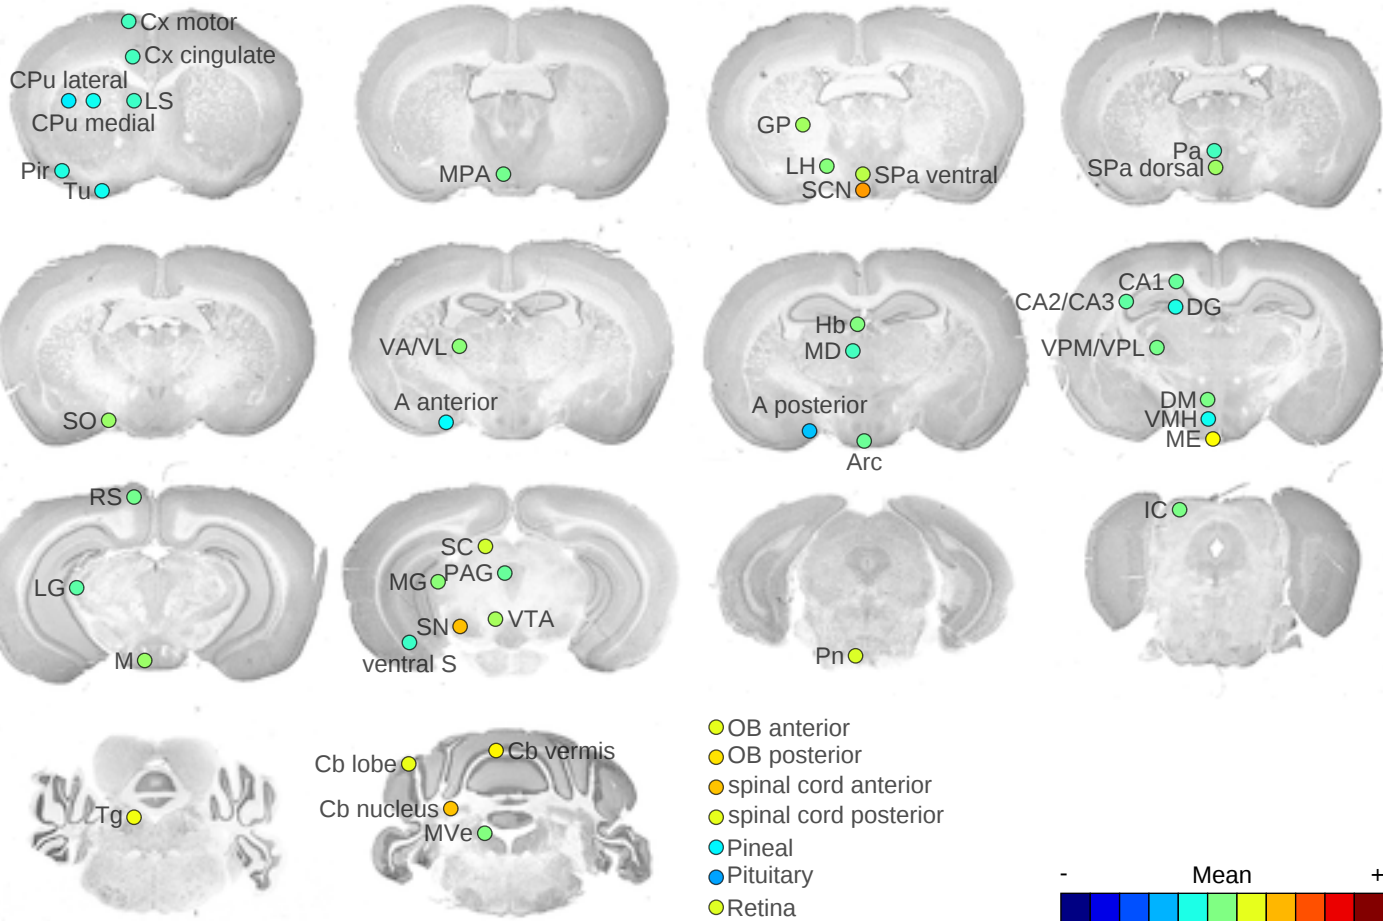 Cx motor
Cx cingulate
CPu lateral
LS
CPu medial
Pir
Tu
MPA
GP
LH
SPa ventral
SCN
Pa
SPa dorsal
SO
VA/VL
A anterior
Hb
MD
A posterior
Arc
CA1
CA2/CA3
DG
VPM/VPL
DM
VMH
ME
RS
LG
M
SC
MG
PAG
SN
VTA
ventral S
Pn
IC
Tg
Cb lobe
Cb vermis
Cb nucleus
MVe
OB anterior
OB posterior
spinal cord anterior
spinal cord posterior
Pineal
Pituitary
Retina
- Mean +